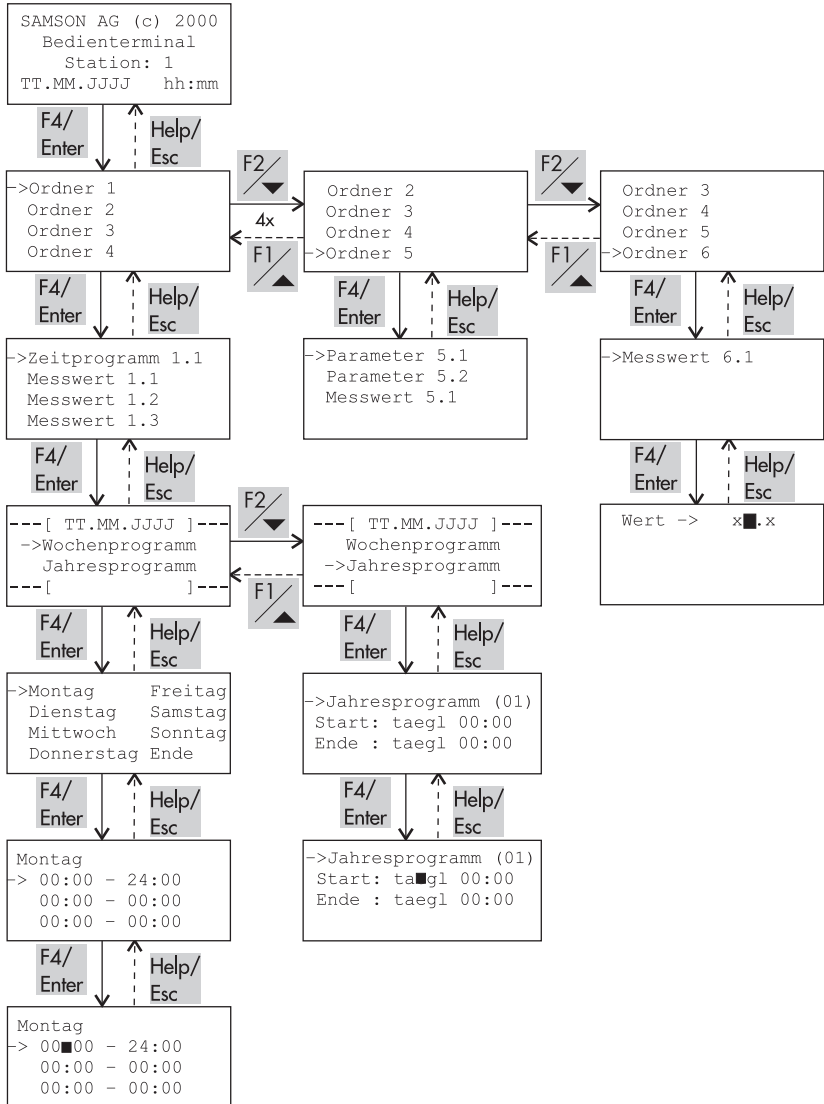 SAMSON AG (c) 2000
Bedienterminal
Station: 1
TT.MM.JJJJ hh:mm
F4/
Enter
Help/
Esc
->Ordner 1
Ordner 2
Ordner 3
Ordner 4
F2
4x
F1
Ordner 2
Ordner 3
Ordner 4
->Ordner 5
F2
F1
Ordner 3
Ordner 4
Ordner 5
->Ordner 6
F4/
Enter
Help/
Esc
F4/
Enter
Help/
Esc
F4/
Enter
Help/
Esc
->Zeitprogramm 1.1
Messwert 1.1
Messwert 1.2
Messwert 1.3
->Parameter 5.1
Parameter 5.2
Messwert 5.1
->Messwert 6.1
F4/
Enter
Help/
Esc
F4/
Enter
Help/
Esc
---[ TT.MM.JJJJ ]---
->Wochenprogramm
Jahresprogramm
---[ ]---
F2
F1
---[ TT.MM.JJJJ ]---
Wochenprogramm
->Jahresprogramm
---[ ]---
Wert -> x■.x
F4/
Enter
Help/
Esc
F4/
Enter
Help/
Esc
->Montag Freitag
Dienstag Samstag
Mittwoch Sonntag
Donnerstag Ende
->Jahresprogramm (01)
Start: taegl 00:00
Ende : taegl 00:00
F4/
Enter
Help/
Esc
F4/
Enter
Help/
Esc
Montag
-> 00:00 - 24:00
00:00 - 00:00
00:00 - 00:00
->Jahresprogramm (01)
Start: ta■gl 00:00
Ende : taegl 00:00
F4/
Enter
Help/
Esc
Montag
-> 00■00 - 24:00
00:00 - 00:00
00:00 - 00:00